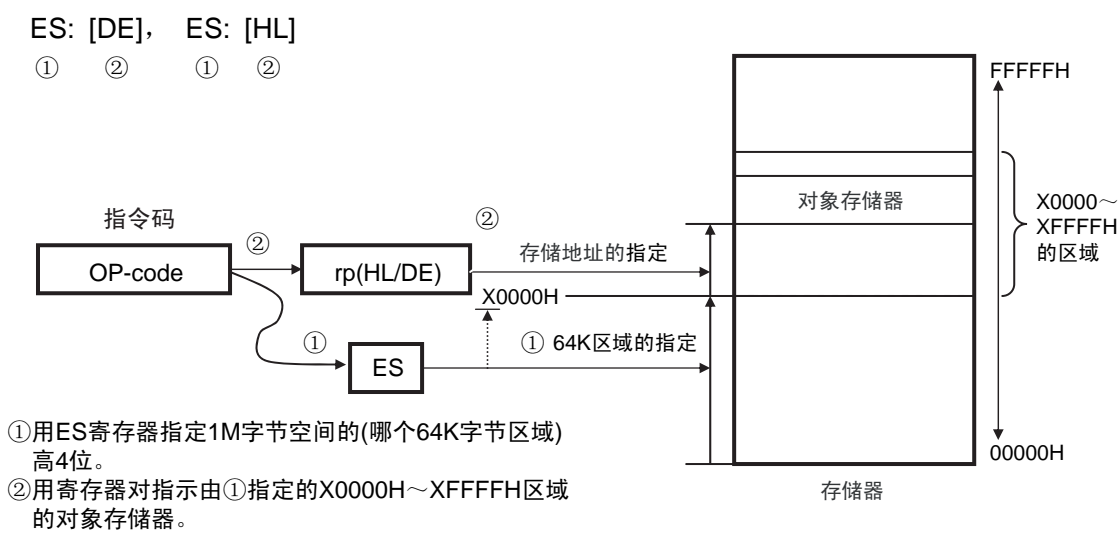 ES: [DE], ES: [HL]
① ② ① ②
FFFFFH
对象存储器
X0000～
XFFFFH
的区域
指令码
②
②
OP-code
rp(HL/DE)
存储地址的指定
X0000H
①
① 64K区域的指定
ES
①用ES寄存器指定1M字节空间的(哪个64K字节区域)
高4位。
②用寄存器对指示由①指定的X0000H～XFFFFH区域
的对象存储器。
00000H
存储器